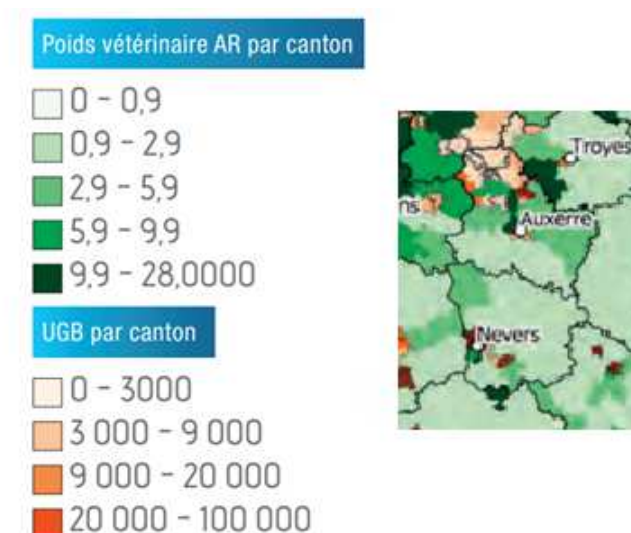 Poids vétérinaire AR par canton
0 - 0,9
0,9 - 2,9
2,9 - 5,9
5,9 - 9,9
9,9 - 28,0000
UGB par canton
0 - 3000
3 000 - 9 000
9 000 - 20 000
20 000 - 100 000
Troyes
ns
Auxerre
Nevers